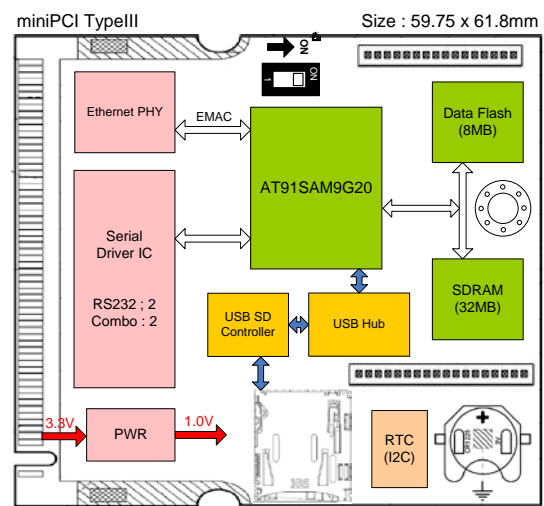 miniPCI TypeIII
Size : 59.75 x 61.8mm
ON
ON
1
Ethernet PHY
EMAC
AT91SAM9G20
Data Flash
(8MB)
Serial
Driver IC
RS232 ; 2
Combo : 2
SDRAM
(32MB)
USB SD
Controller
USB Hub
3.3V
PWR
1.0V
RTC
(I2C)
+
3V